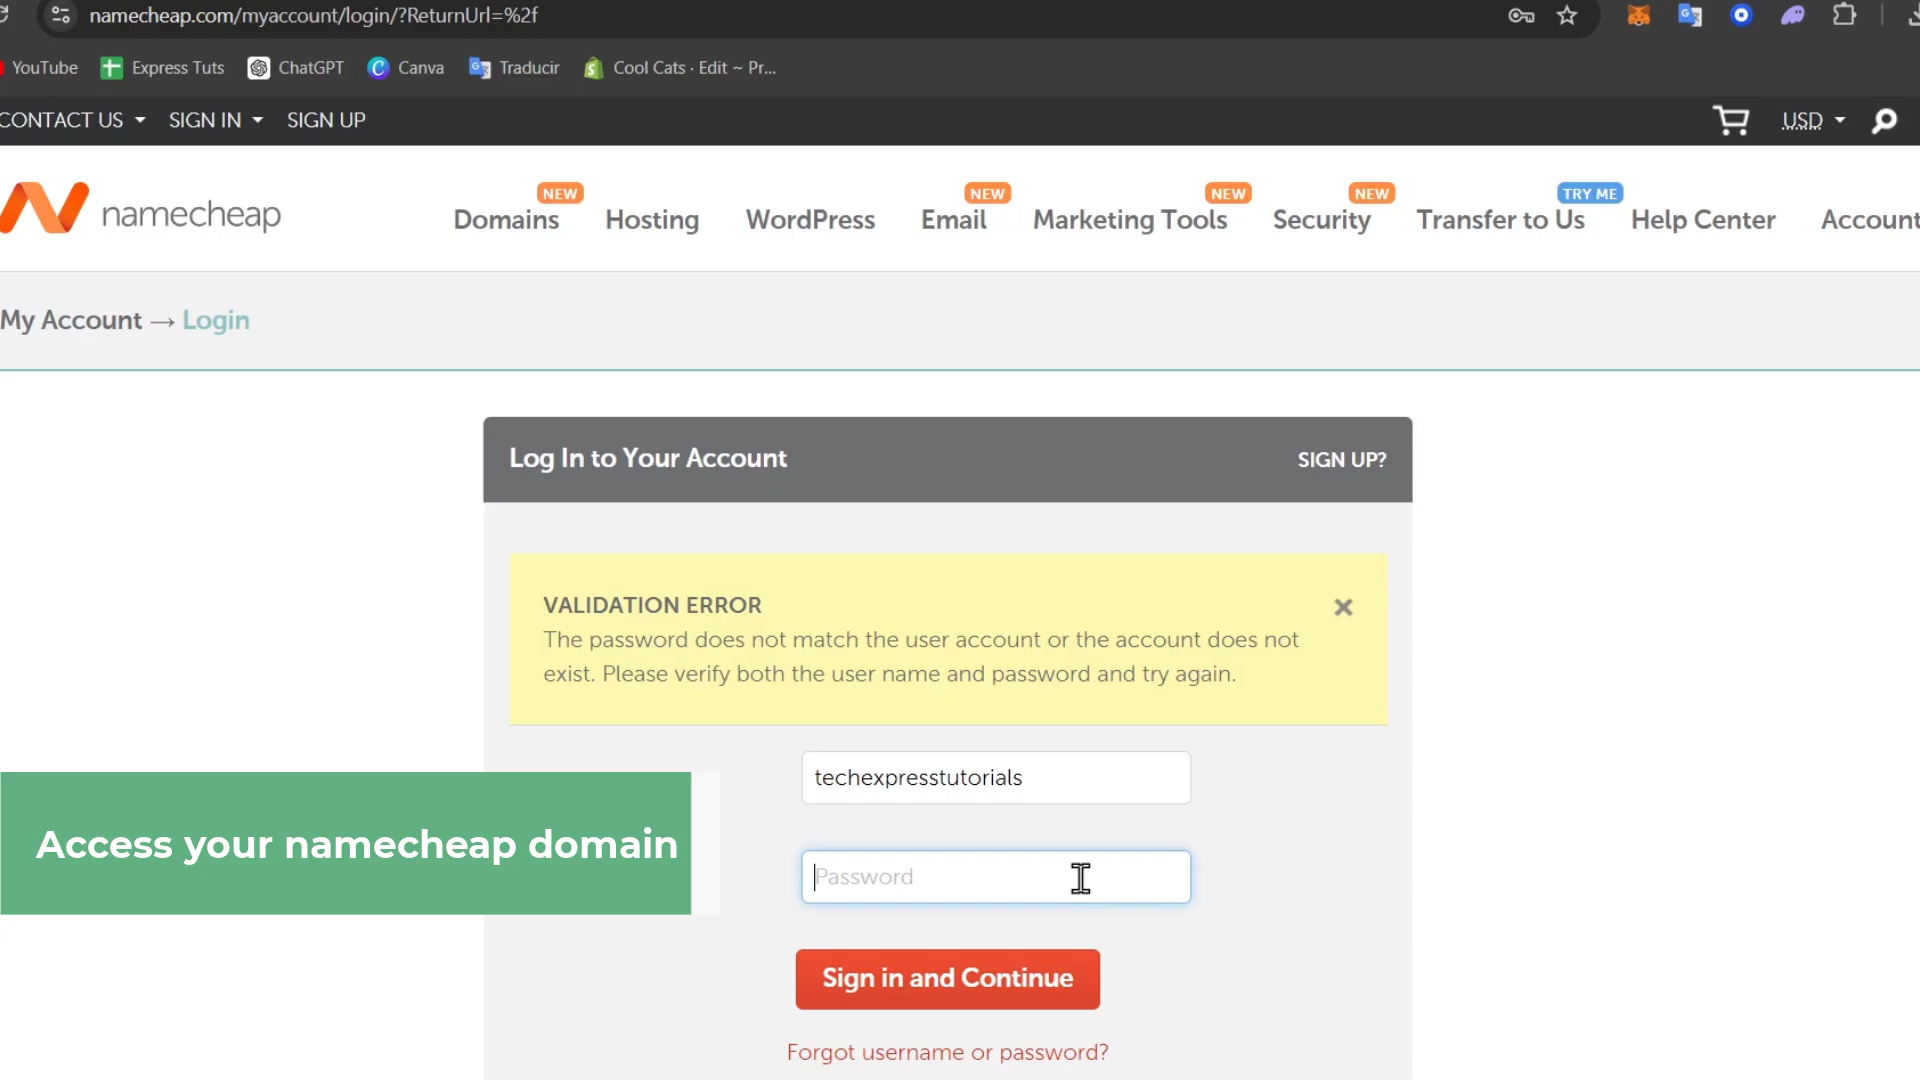 namecheap.com/myaccount/login/?ReturnUrl=%2f
YouTube Express Tuts ChatGPT Canva Traducir Cool Cats · Edit ~ Pr...
CONTACT US SIGN IN SIGN UP USD
NEW NEW NEW NEW TRY ME
namecheap Domains Hosting WordPress Email Marketing Tools Security Transfer to Us Help Center Account
My Account → Login
Log In to Your Account SIGN UP?
VALIDATION ERROR
The password does not match the user account or the account does not
exist. Please verify both the user name and password and try again.
techexpresstutorials
Access your namecheap domain
Password
Sign in and Continue
Forgot username or password?